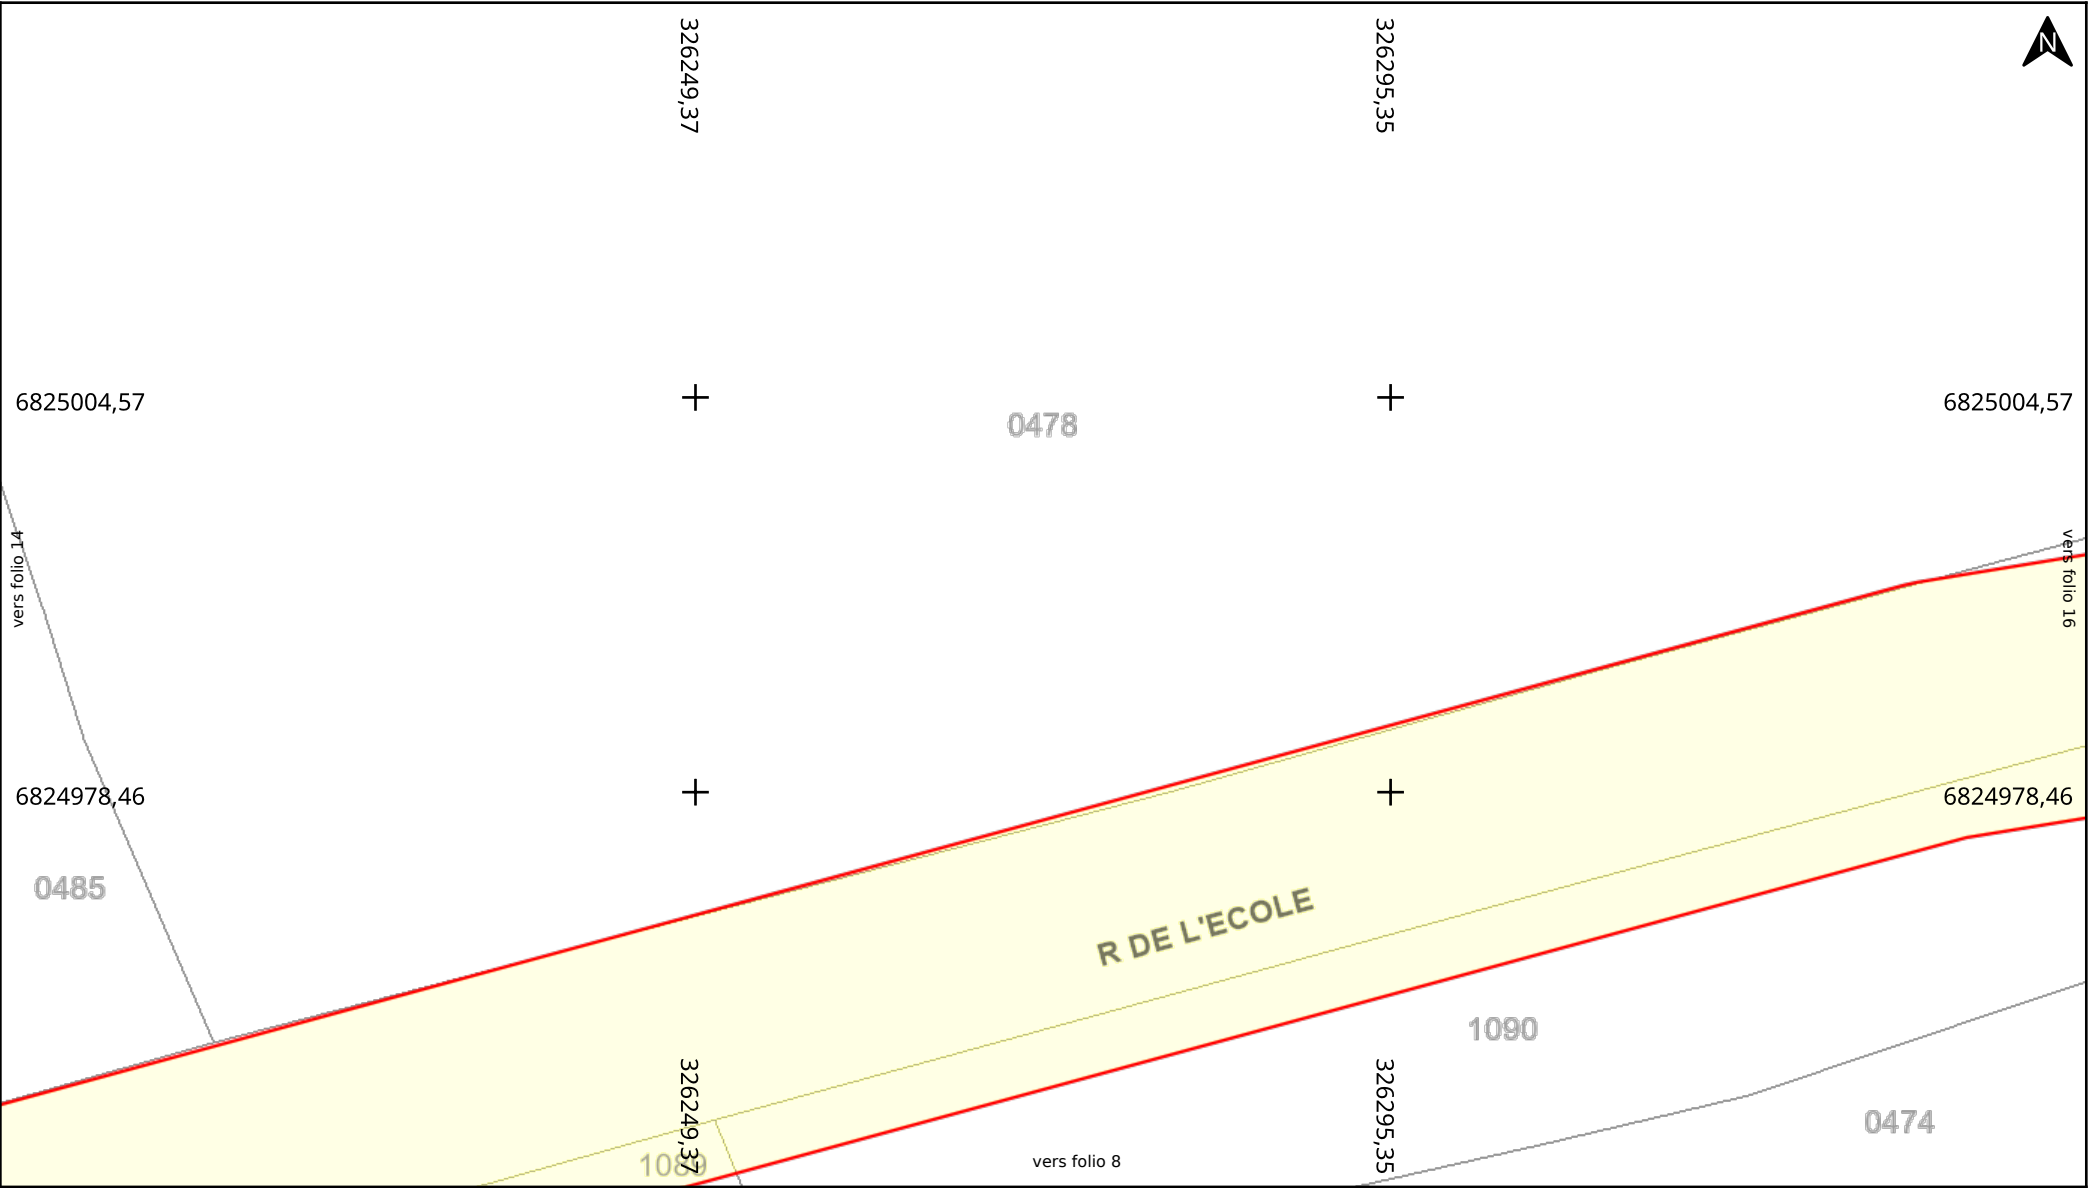 326249,37
326295,35
N
6825004,57
6825004,57
0478
vers folio 14
vers folio 16
6824978,46
6824978,46
0485
R DE L'ECOLE
1090
326249,37
326295,35
0474
1089
vers folio 8